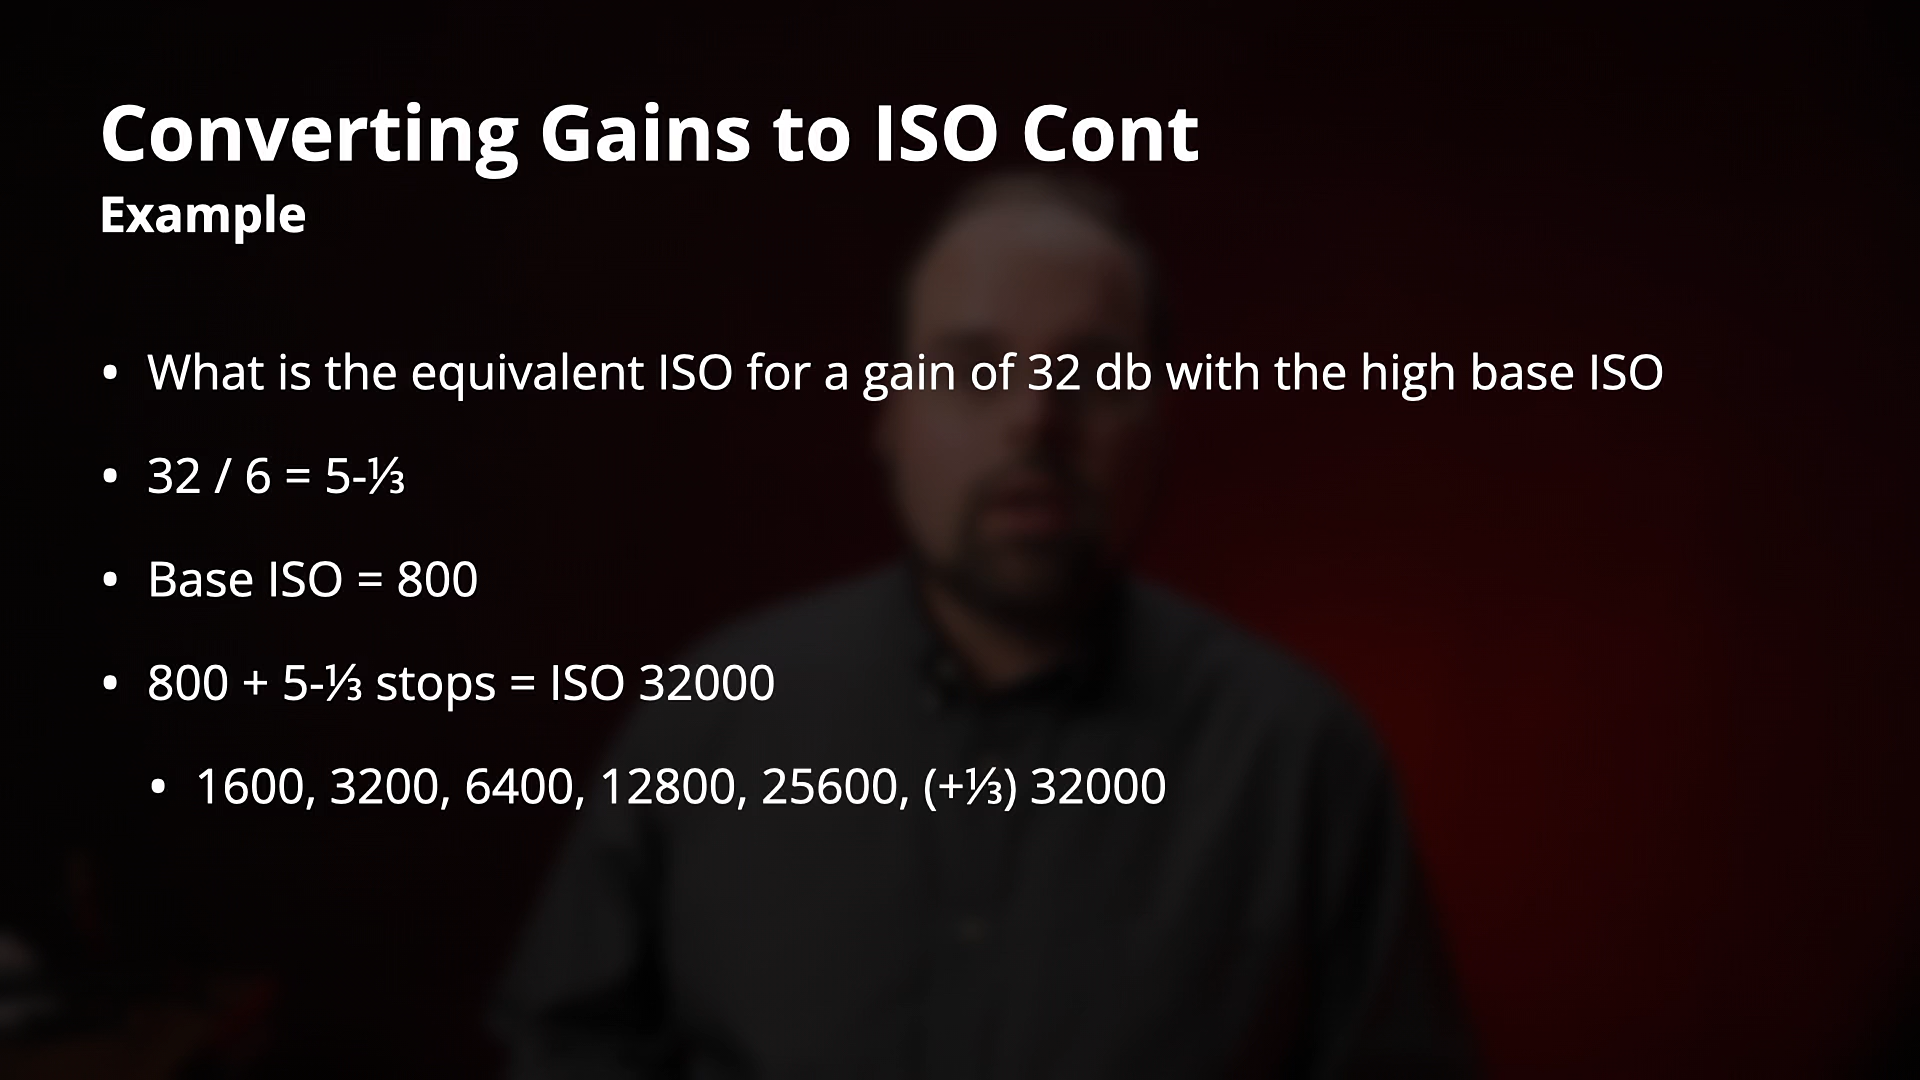 Converting Gains to ISO Cont
Example
• What is the equivalent ISO for a gain of 32 db with the high base ISO
• 32 / 6 = 5-⅓
• Base ISO = 800
• 800 + 5-⅓ stops = ISO 32000
• 1600, 3200, 6400, 12800, 25600, (+⅓) 32000